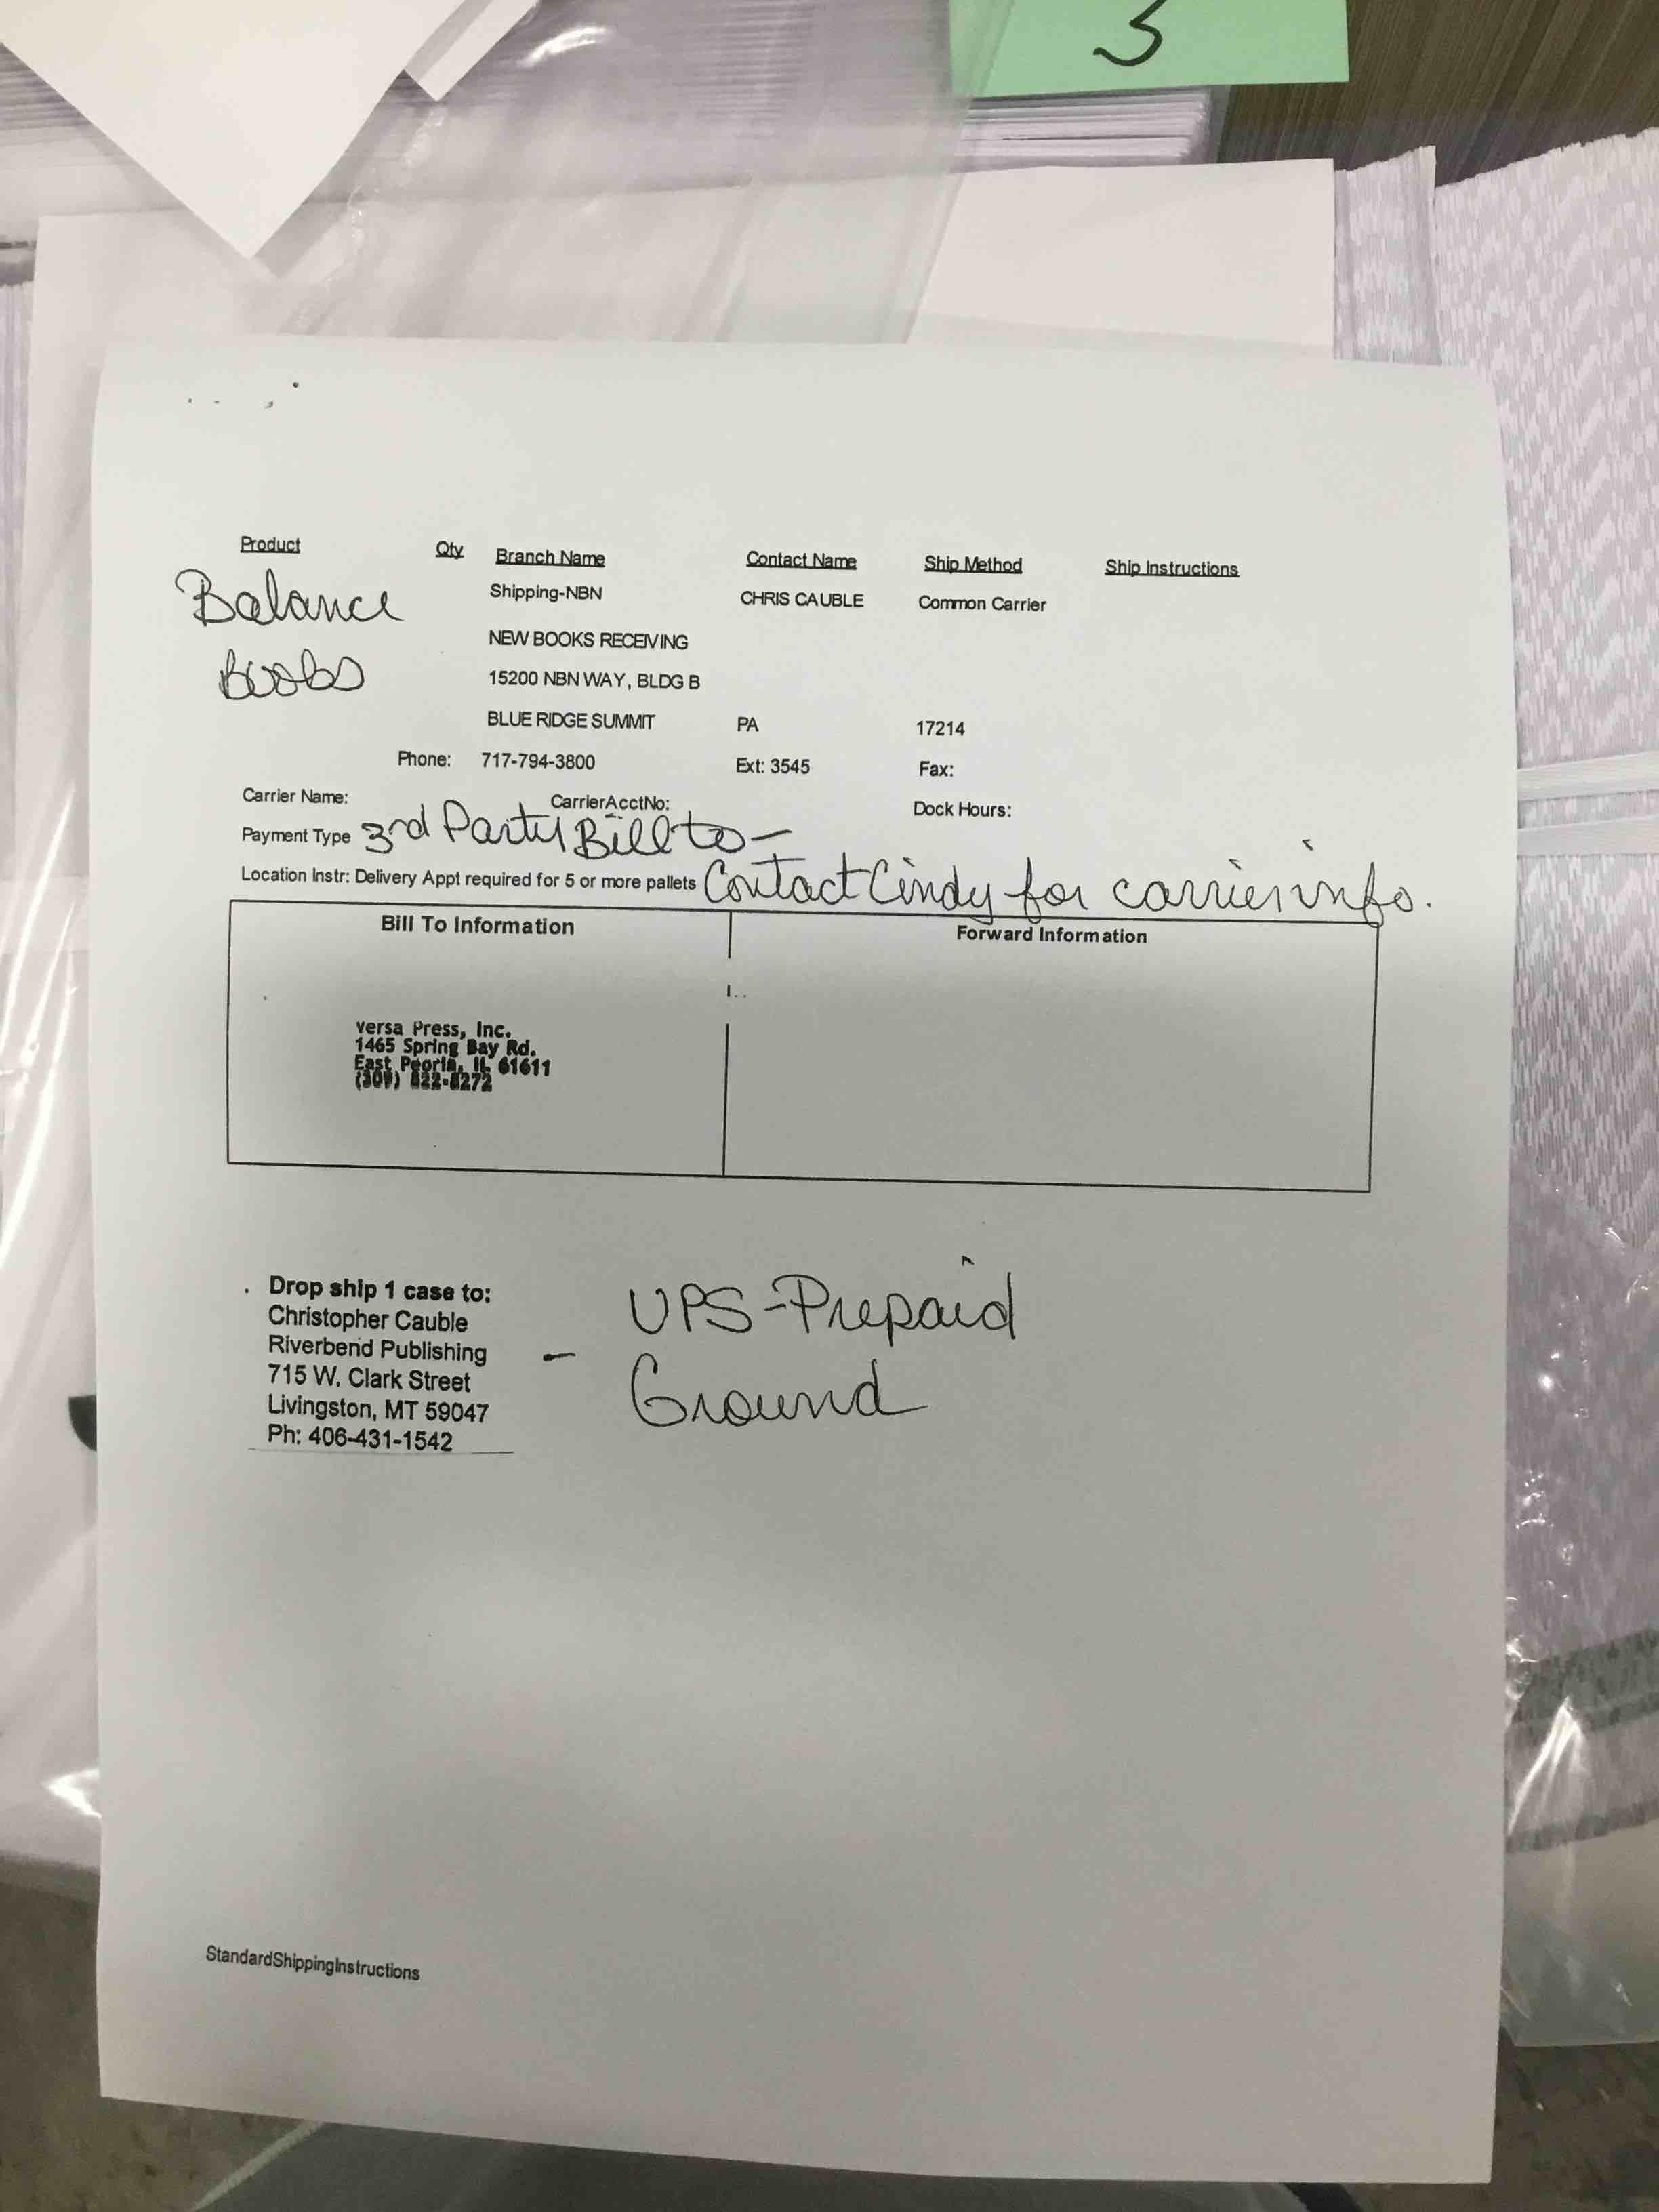 3
Product Qty Branch Name Contact Name Ship Method Ship Instructions
Balance Shipping-NBN CHRIS CAUBLE Common Carrier
Books NEW BOOKS RECEIVING
15200 NBN WAY, BLDG B
BLUE RIDGE SUMMIT PA 17214
Phone: 717-794-3800 Ext: 3545 Fax:
Carrier Name: CarrierAcctNo: Dock Hours:
Payment Type 3rd Party Bill to -
Location Instr: Delivery Appt required for 5 or more pallets Contact Cindy for carrier info.
Bill To Information Forward Information
Versa Press, Inc.
1465 Spring Bay Rd.
East Peoria, IL 61611
(309) 822-8272
Drop ship 1 case to:
Christopher Cauble
Riverbend Publishing
715 W. Clark Street
Livingston, MT 59047
Ph: 406-431-1542
- UPS-Prepaid
Ground
StandardShippingInstructions